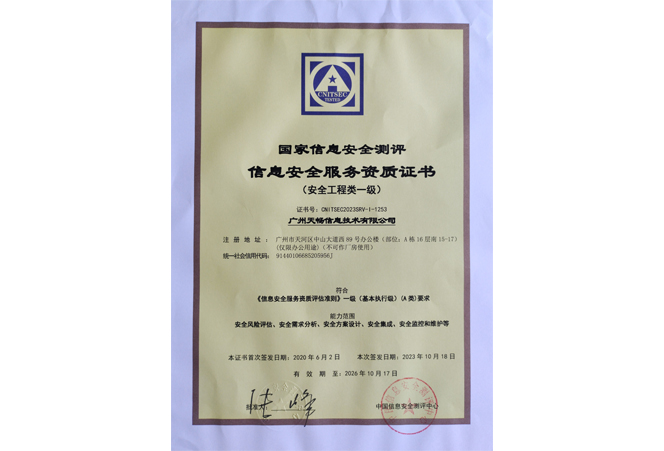 CNITSEC
TESTED
国家信息安全测评
信息安全服务资质证书
（安全工程类一级）
证书号：CNITSEC2023SRV-I-1253
广州天畅信息技术有限公司
注 册 地 址：广州市天河区中山大道西89号办公楼（部位：A栋16层南15-17）
(仅限办公用途)（不可作厂房使用）
统一社会信用代码：91440106685205956J
符合
《信息安全服务资质评估准则》一级（基本执行级）(A类)要求
能力范围
安全风险评估、安全需求分析、安全方案设计、安全集成、安全监控和维护等
本证书首次签发日期：2020年6月2日 本次签发日期：2023年10月18日
有 效 期 至：2026年10月17日
批准人：
中国信息安全测评中心